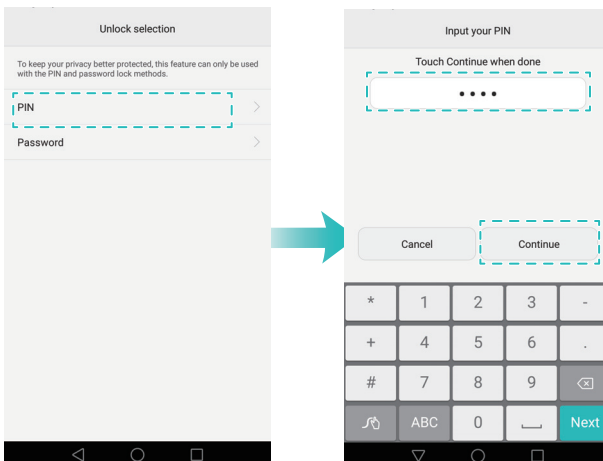 Unlock selection
To keep your privacy better protected, this feature can only be used
with the PIN and password lock methods.
PIN
Password
Input your PIN
Touch Continue when done
••••
Cancel
Continue
* 1 2 3 -
+ 4 5 6 .
# 7 8 9
ABC 0 Next